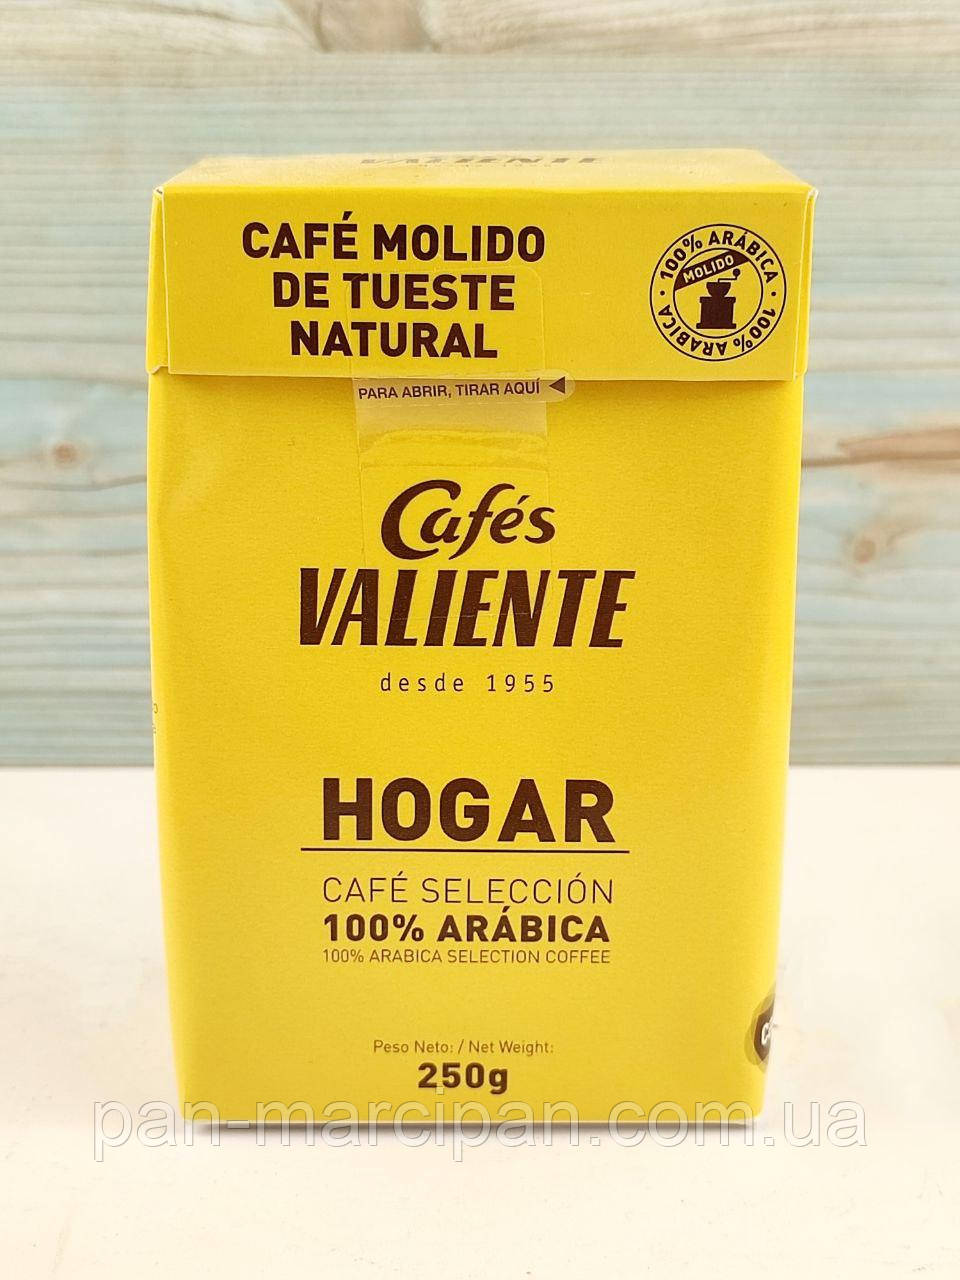 VALIENTE
CAFÉ MOLIDO
DE TUESTE
NATURAL
100% ARÁBICA · 100% ARÁBICA ·
MOLIDO
PARA ABRIR, TIRAR AQUÍ
Cafés
VALIENTE
desde 1955
HOGAR
CAFÉ SELECCIÓN
100% ARÁBICA
100% ARABICA SELECTION COFFEE
Peso Neto: / Net Weight:
250g
pan-marcipan.com.ua